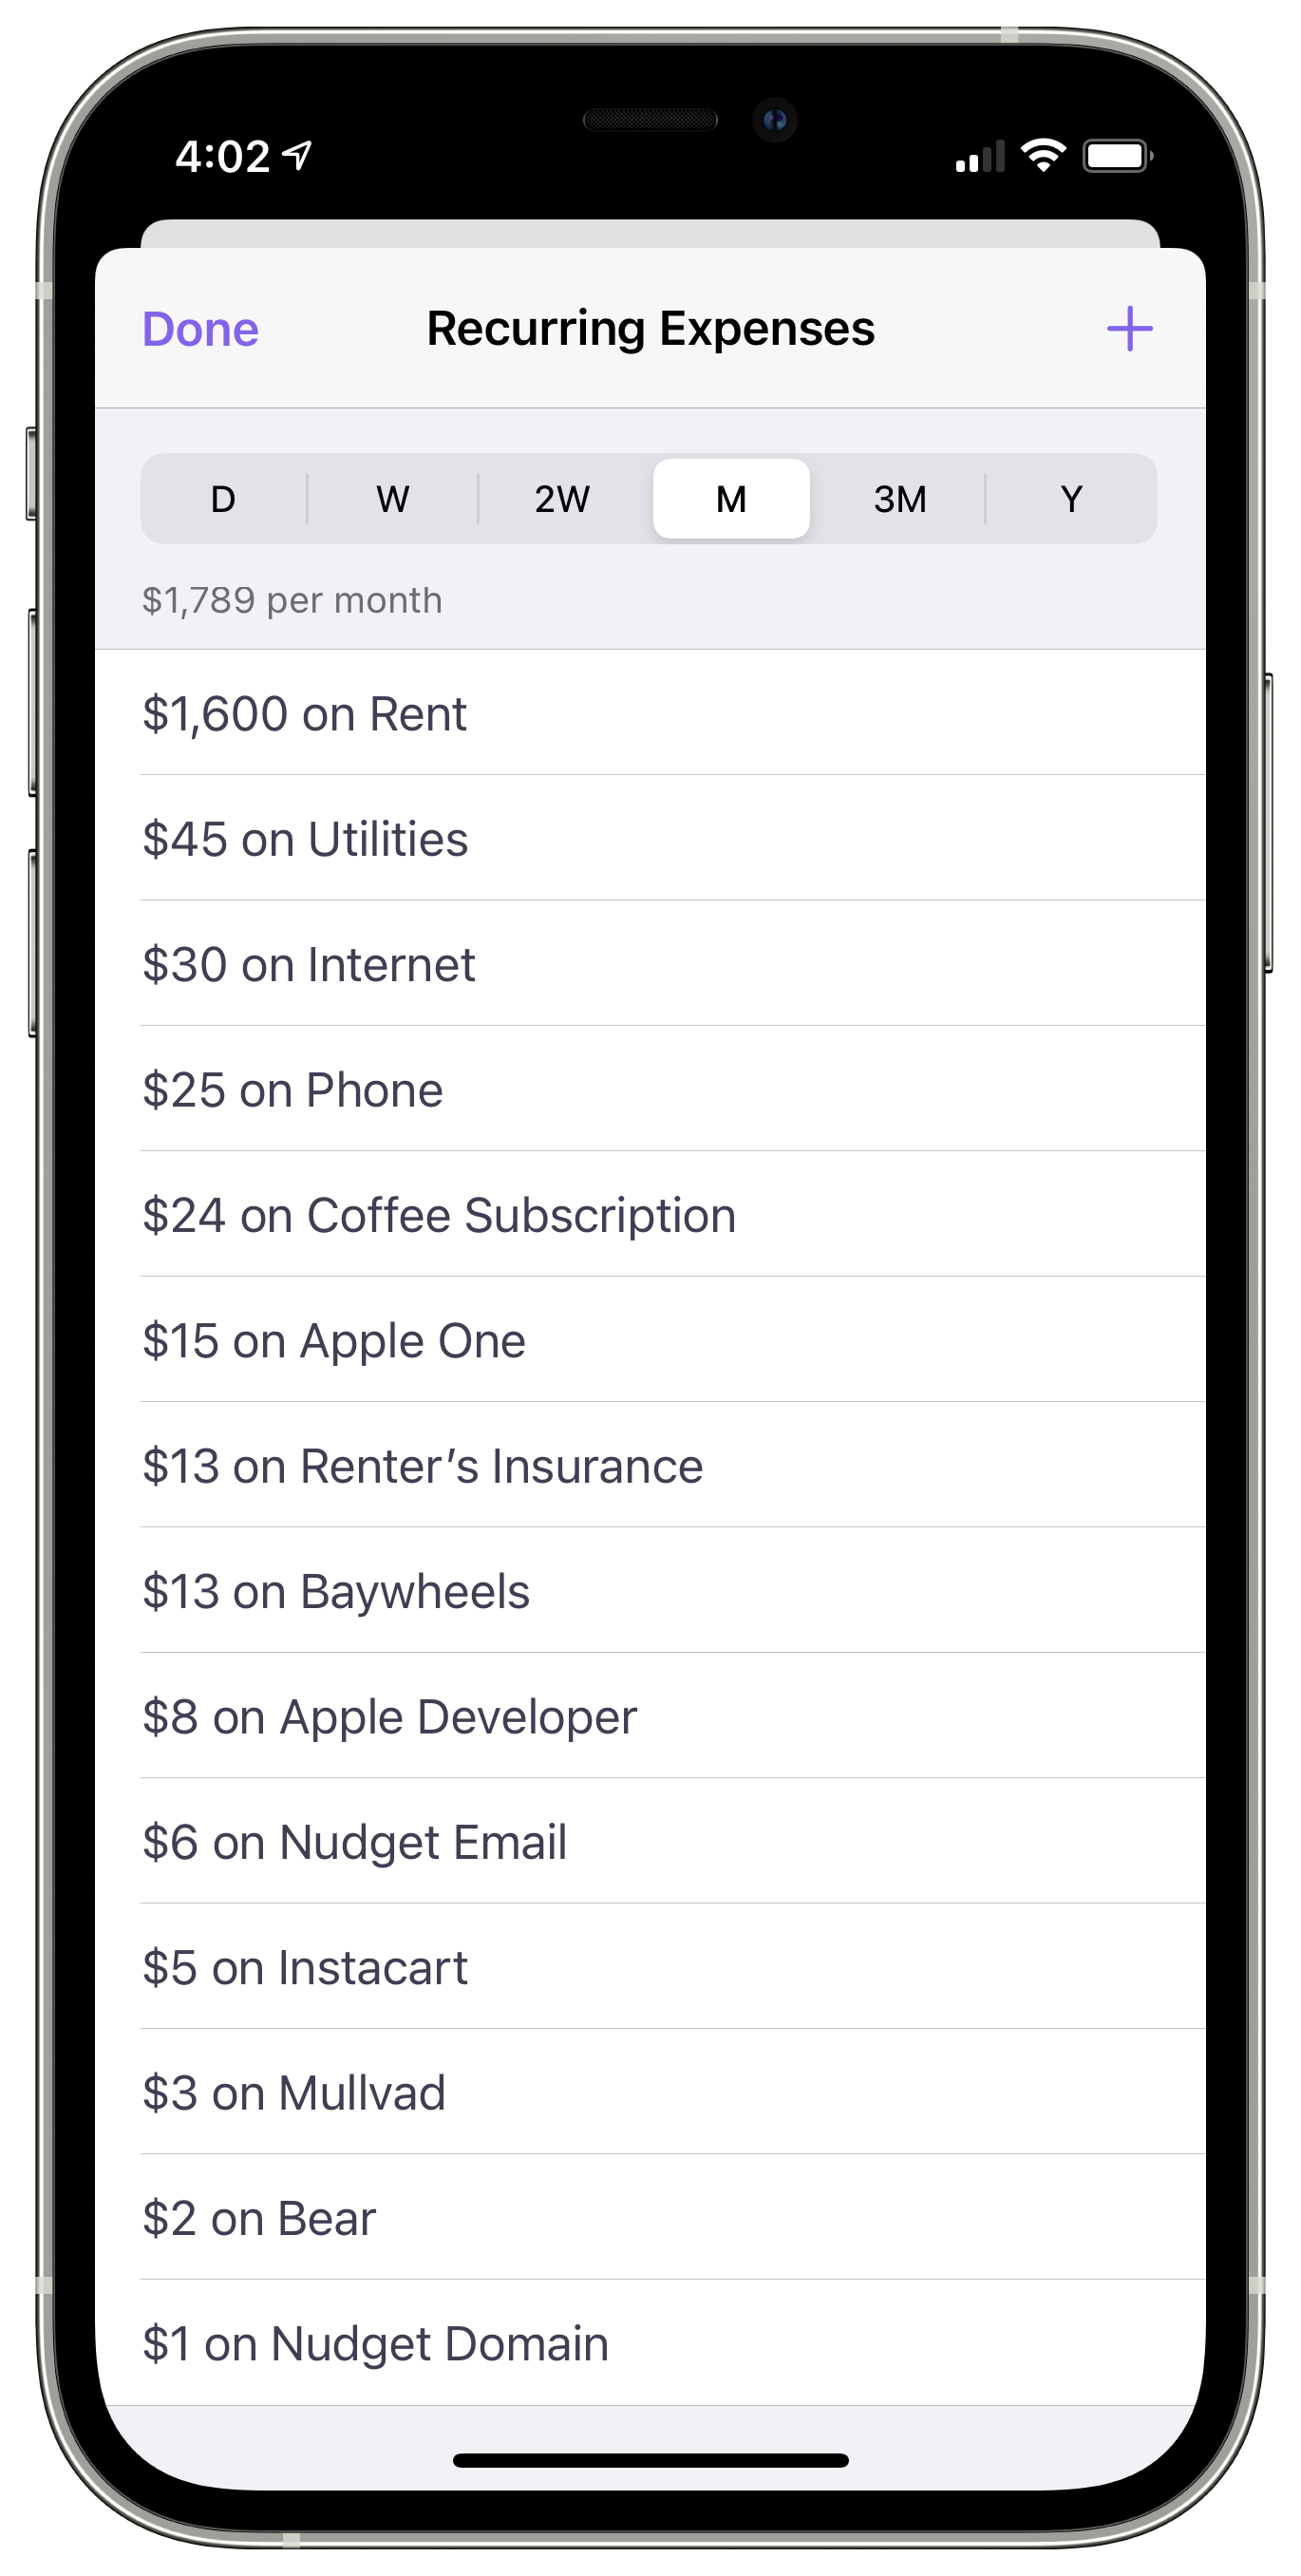 4:02
Done Recurring Expenses +
D W 2W M 3M Y
$1,789 per month
$1,600 on Rent
$45 on Utilities
$30 on Internet
$25 on Phone
$24 on Coffee Subscription
$15 on Apple One
$13 on Renter’s Insurance
$13 on Baywheels
$8 on Apple Developer
$6 on Nudget Email
$5 on Instacart
$3 on Mullvad
$2 on Bear
$1 on Nudget Domain